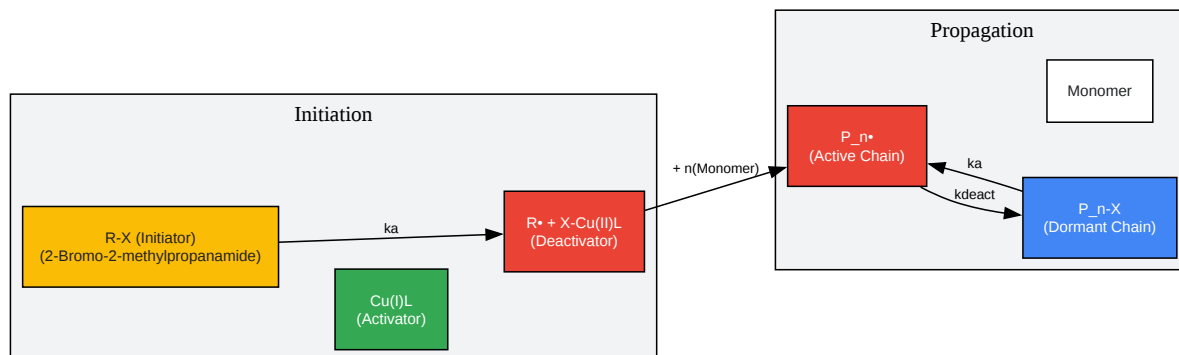 Initiation
R-X (Initiator)
(2-Bromo-2-methylpropanamide)
ka
Cu(I)L
(Activator)
R• + X-Cu(II)L
(Deactivator)
+ n(Monomer)
Propagation
Monomer
P_n•
(Active Chain)
ka
kdeact
P_n-X
(Dormant Chain)